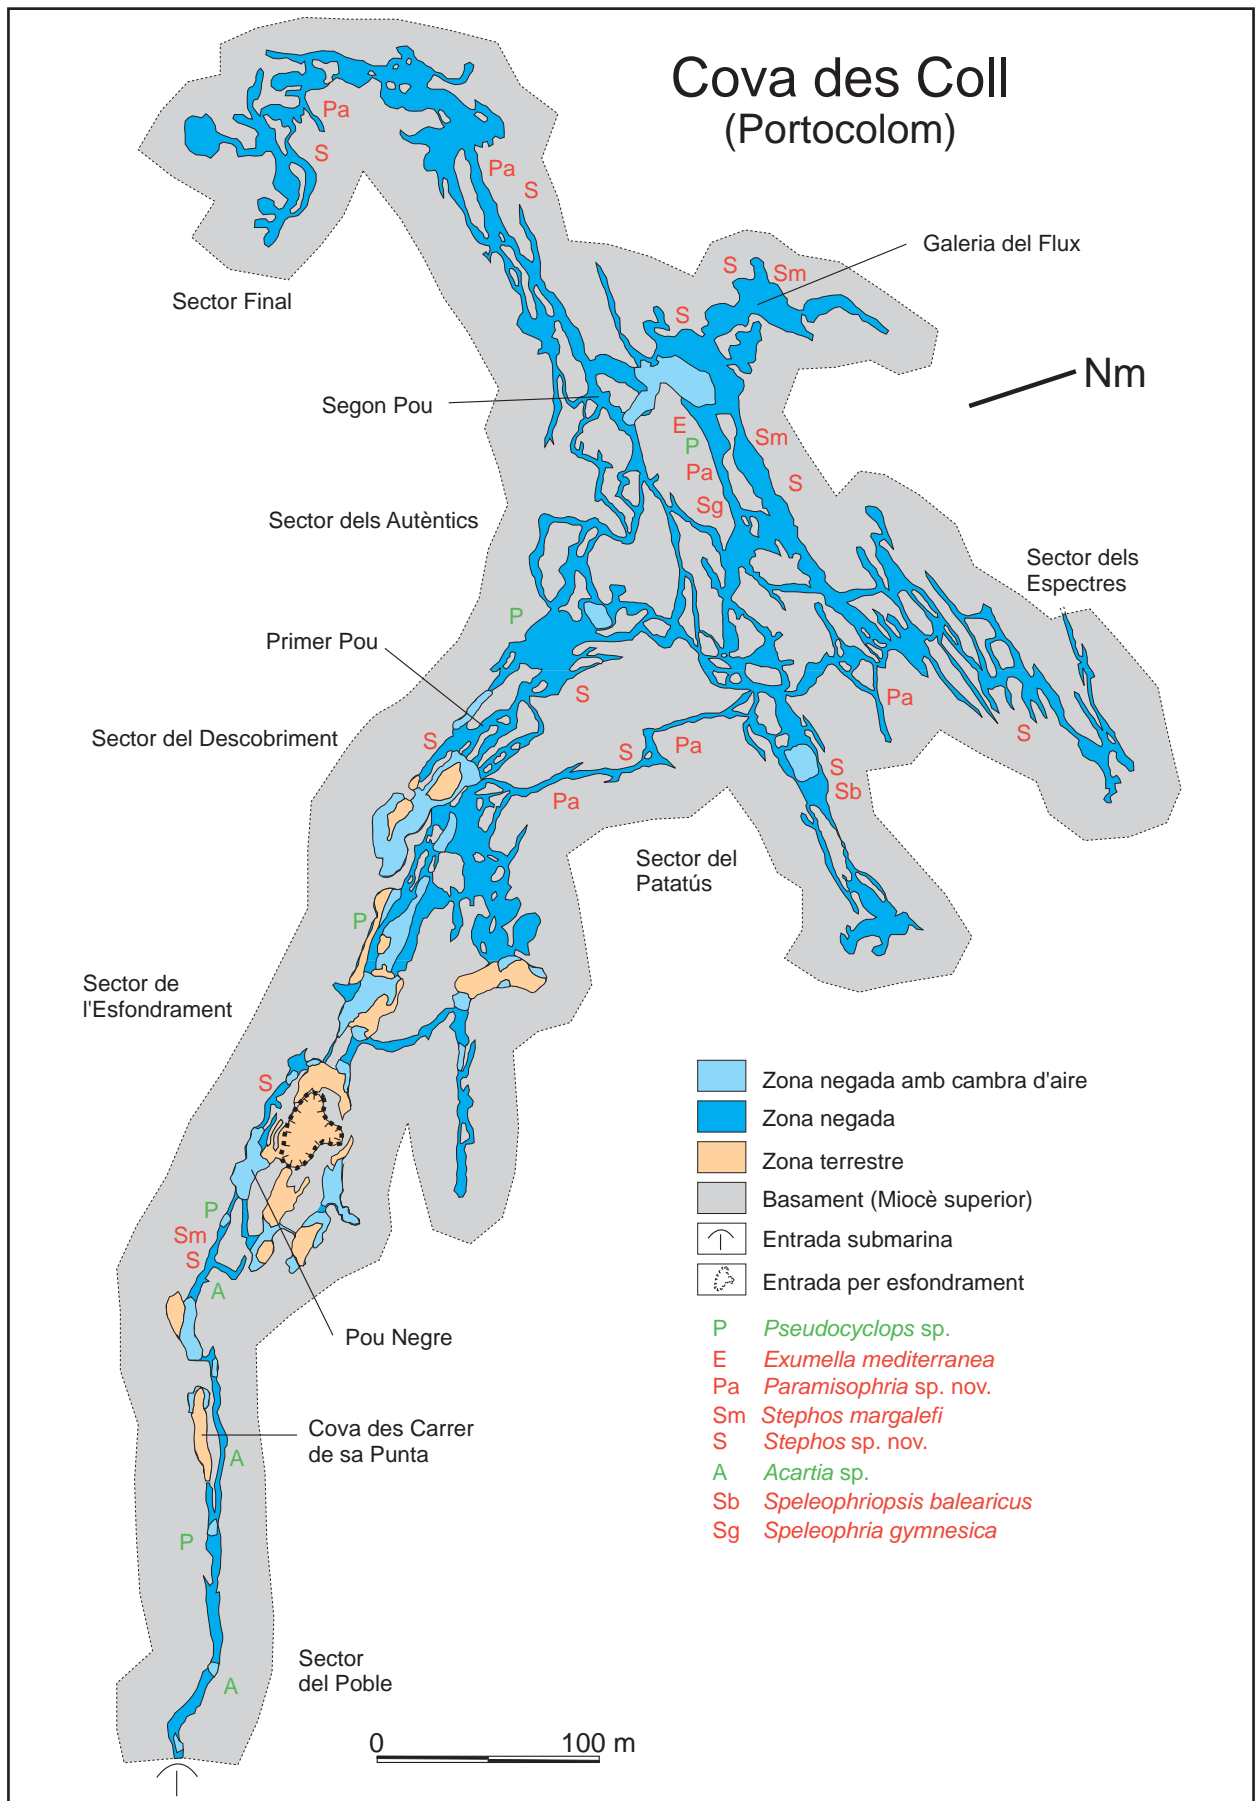 Cova des Coll
(Portocolom)
Pa
S
Pa
S
Galeria del Flux
S
Sm
Sector Final
S
Nm
Segon Pou
E
P
Sm
Pa
S
Sg
Sector dels Autèntics
Sector dels
Espectres
P
Primer Pou
S
Pa
Sector del Descobriment
S
S
Pa
S
S
Sb
Pa
Sector del
Patatús
P
Sector de
l'Esfondrament
S
Zona negada amb cambra d'aire
Zona negada
Zona terrestre
Basament (Miocè superior)
P
Sm
S
Entrada submarina
A
Entrada per esfondrament
Pou Negre
P Pseudocyclops sp.
E Exumella mediterranea
Pa Paramisophria sp. nov.
Sm Stephos margalefi
S Stephos sp. nov.
A Acartia sp.
Sb Speleophriopsis balearicus
Sg Speleophria gymnesica
Cova des Carrer
de sa Punta
A
P
Sector
del Poble
A
0 100 m